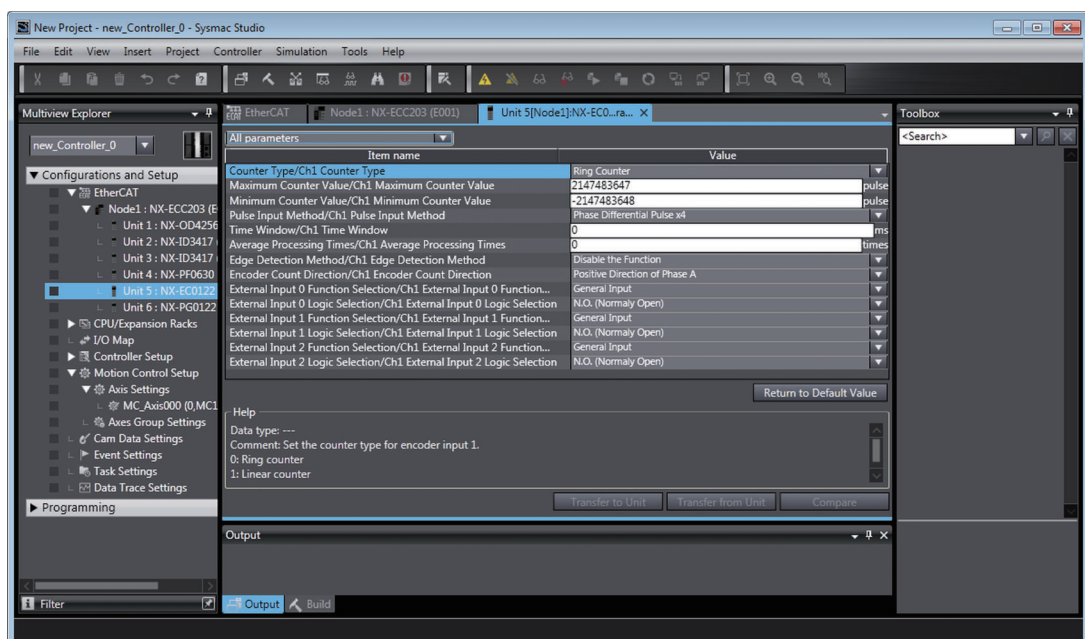 New Project - new_Controller_0 - Sysmac Studio
File Edit View Insert Project Controller Simulation Tools Help
Multiview Explorer
new_Controller_0
Configurations and Setup
EtherCAT
Node1 : NX-ECC203 (E
Unit 1 : NX-OD4256
Unit 2 : NX-ID3417
Unit 3 : NX-ID3417
Unit 4 : NX-PF0630
Unit 5 : NX-EC0122
Unit 6 : NX-PG0122
CPU/Expansion Racks
I/O Map
Controller Setup
Motion Control Setup
Axis Settings
MC_Axis000 (0,MC1
Axes Group Settings
Cam Data Settings
Event Settings
Task Settings
Data Trace Settings
Programming
Filter
EtherCAT Node1 : NX-ECC203 (E001) Unit 5[Node1]:NX-EC0...ra...
All parameters
Item name Value
Counter Type/Ch1 Counter Type Ring Counter
Maximum Counter Value/Ch1 Maximum Counter Value 2147483647 pulse
Minimum Counter Value/Ch1 Minimum Counter Value -2147483648 pulse
Pulse Input Method/Ch1 Pulse Input Method Phase Differential Pulse x4
Time Window/Ch1 Time Window 0 ms
Average Processing Times/Ch1 Average Processing Times 0 times
Edge Detection Method/Ch1 Edge Detection Method Disable the Function
Encoder Count Direction/Ch1 Encoder Count Direction Positive Direction of Phase A
External Input 0 Function Selection/Ch1 External Input 0 Function... General Input
External Input 0 Logic Selection/Ch1 External Input 0 Logic Selection N.O. (Normaly Open)
External Input 1 Function Selection/Ch1 External Input 1 Function... General Input
External Input 1 Logic Selection/Ch1 External Input 1 Logic Selection N.O. (Normaly Open)
External Input 2 Function Selection/Ch1 External Input 2 Function... General Input
External Input 2 Logic Selection/Ch1 External Input 2 Logic Selection N.O. (Normaly Open)
Return to Default Value
Help
Data type: ---
Comment: Set the counter type for encoder input 1.
0: Ring counter
1: Linear counter
Transfer to Unit Transfer from Unit Compare
Output
Output Build
Toolbox
<Search>